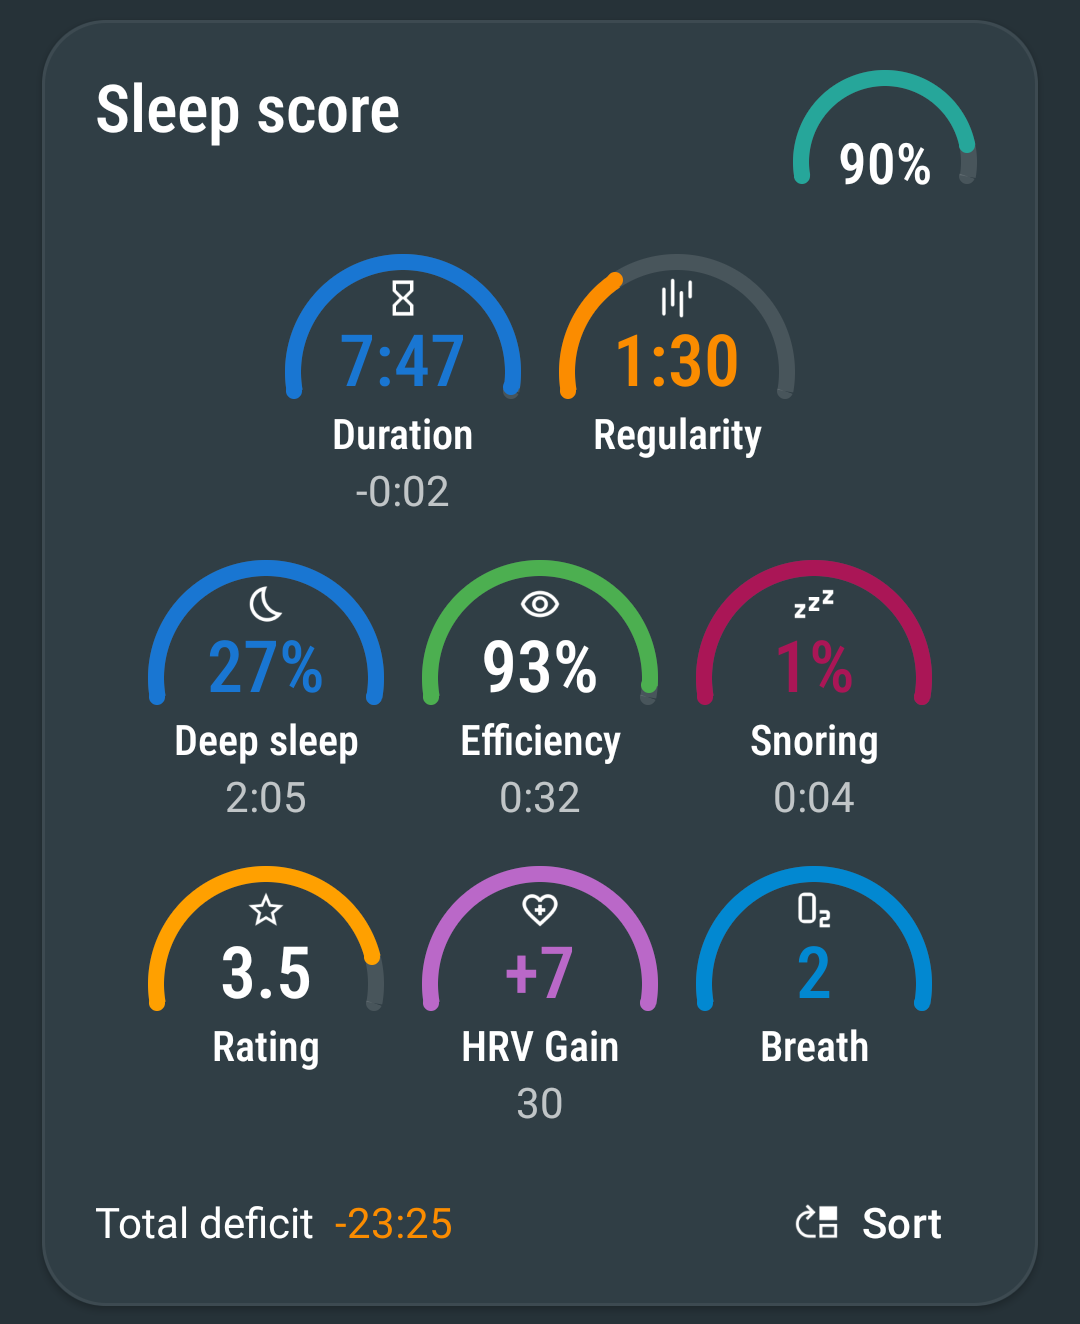 Sleep score
90%
7:47 1:30
Duration Regularity
-0:02
zzz
27% 93% 1%
Deep sleep Efficiency Snoring
2:05 0:32 0:04
O2
3.5 +7 2
Rating HRV Gain Breath
30
Total deficit -23:25 Sort